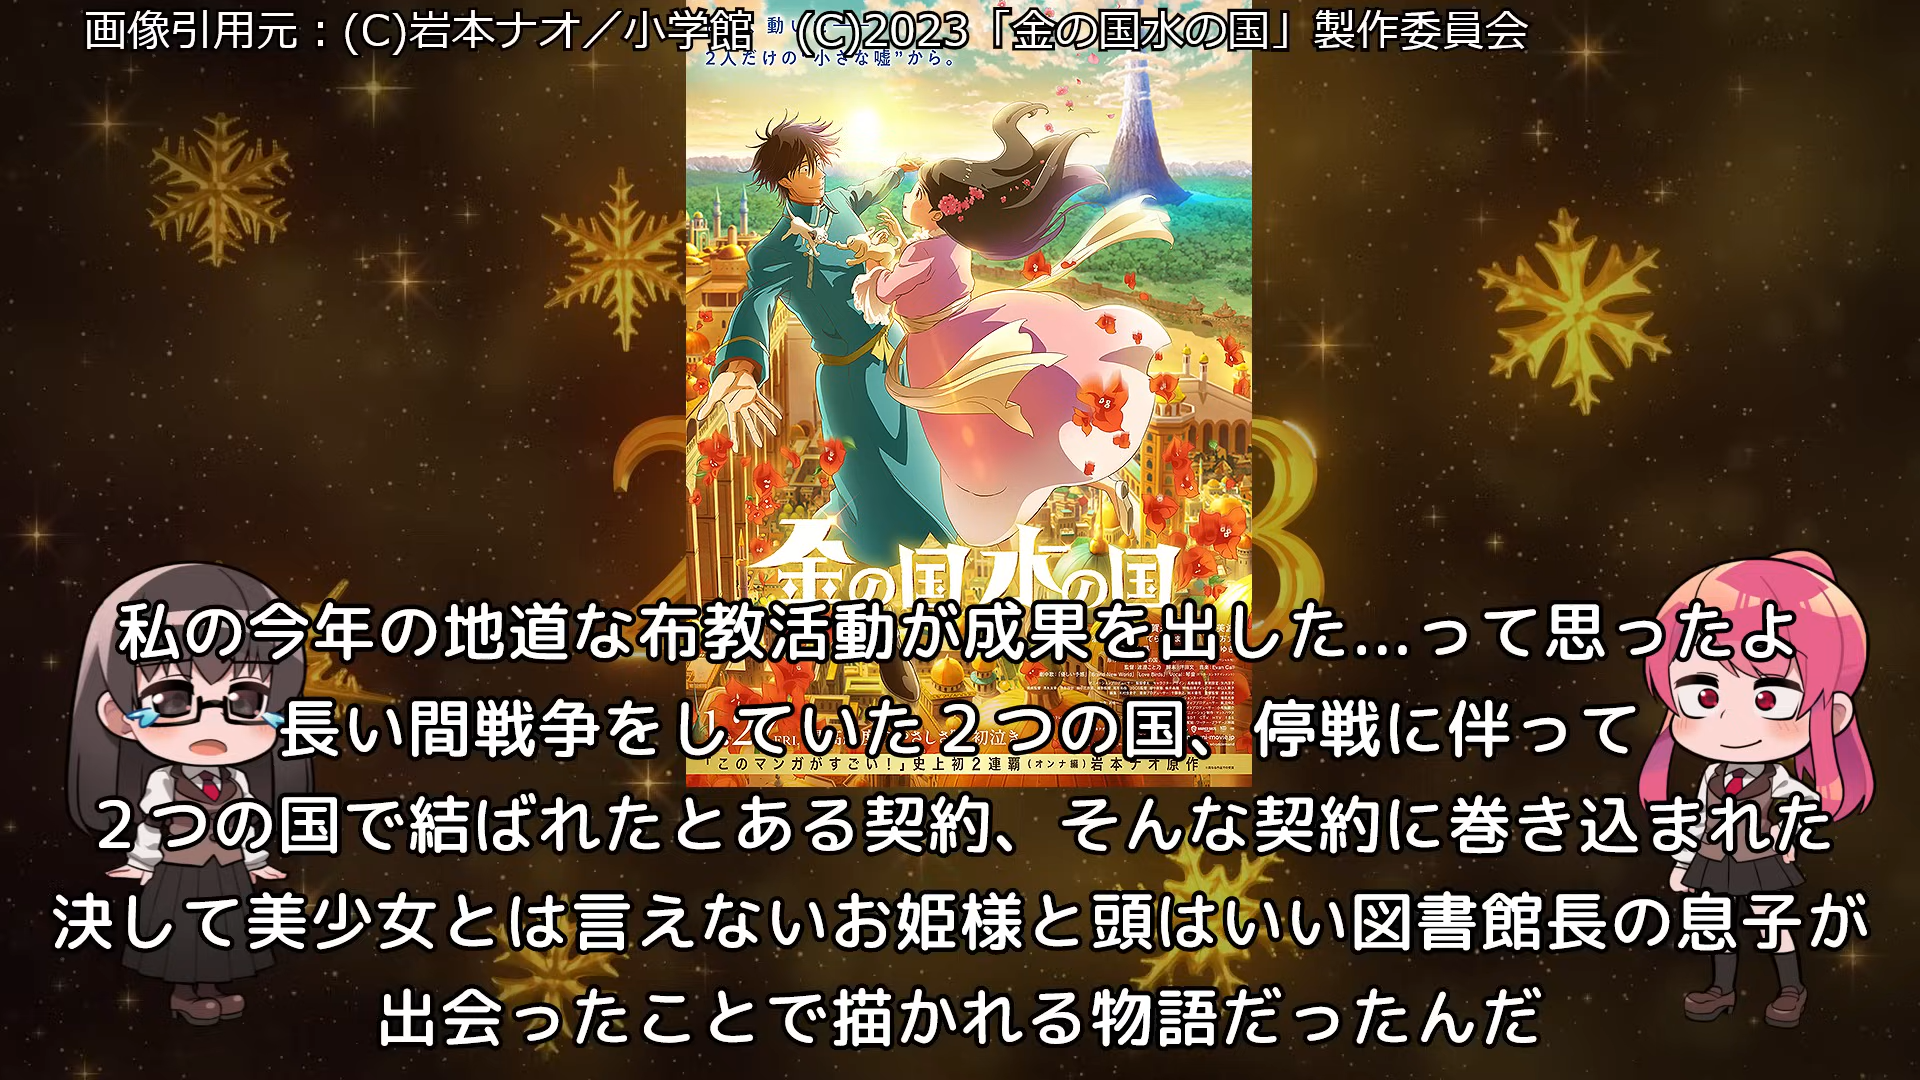 画像引用元：(C)岩本ナオ／小学館　(C)2023「金の国水の国」製作委員会
2人だけの“小さな嘘”から。
金の国水の国
私の今年の地道な布教活動が成果を出した…って思ったよ
長い間戦争をしていた２つの国、停戦に伴って
「このマンガがすごい！」史上初2連覇(オンナ編)岩本ナオ原作
２つの国で結ばれたとある契約、そんな契約に巻き込まれた
決して美少女とは言えないお姫様と頭はいい図書館長の息子が
出会ったことで描かれる物語だったんだ